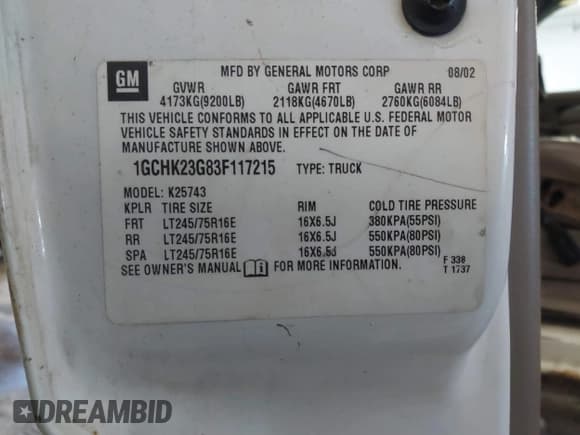 GM
MFD BY GENERAL MOTORS CORP 08/02
GVWR GAWR FRT GAWR RR
4173KG(9200LB) 2118KG(4670LB) 2760KG(6084LB)
THIS VEHICLE CONFORMS TO ALL APPLICABLE U.S. FEDERAL MOTOR
VEHICLE SAFETY STANDARDS IN EFFECT ON THE DATE OF
MANUFACTURE SHOWN ABOVE.
1GCHK23G83F117215 TYPE: TRUCK
MODEL: K25743
KPLR TIRE SIZE RIM COLD TIRE PRESSURE
FRT LT245/75R16E 16X6.5J 380KPA(55PSI)
RR LT245/75R16E 16X6.5J 550KPA(80PSI)
SPA LT245/75R16E 16X6.5J 550KPA(80PSI)
SEE OWNER'S MANUAL FOR MORE INFORMATION.
F 338
T 1737
DREAMBID